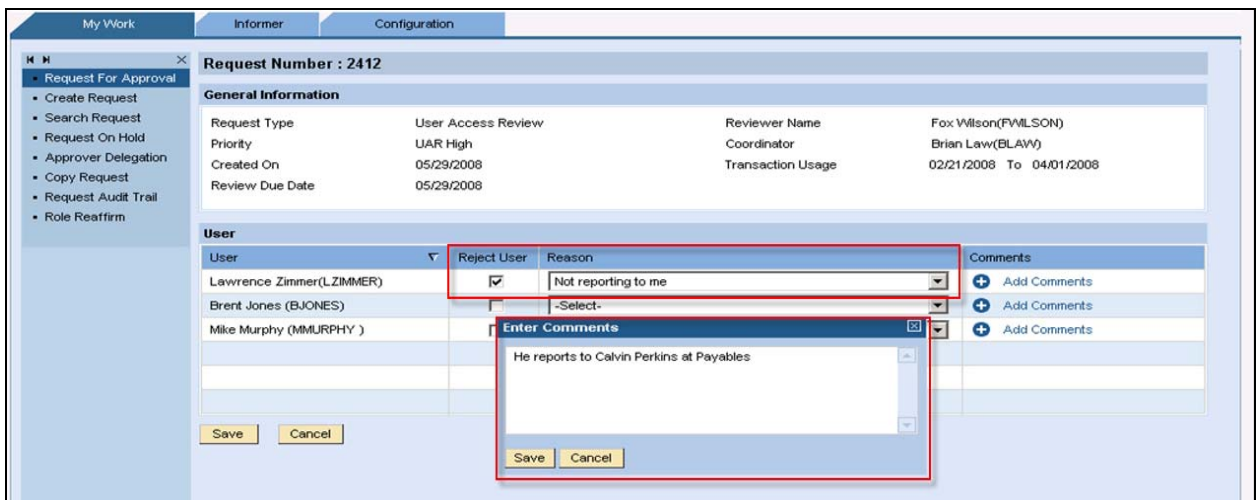 My Work Informer Configuration
Request For Approval
Create Request
Search Request
Request On Hold
Approver Delegation
Copy Request
Request Audit Trail
Role Reaffirm
Request Number : 2412
General Information
Request Type User Access Review Reviewer Name Fox Wilson(FWILSON)
Priority UAR High Coordinator Brian Law(BLAW)
Created On 05/29/2008 Transaction Usage 02/21/2008 To 04/01/2008
Review Due Date 05/29/2008
User
User Reject User Reason Comments
Lawrence Zimmer(LZIMMER) Not reporting to me Add Comments
Brent Jones (BJONES) -Select- Add Comments
Mike Murphy (MMURPHY ) Add Comments
Enter Comments
He reports to Calvin Perkins at Payables
Save Cancel
Save Cancel